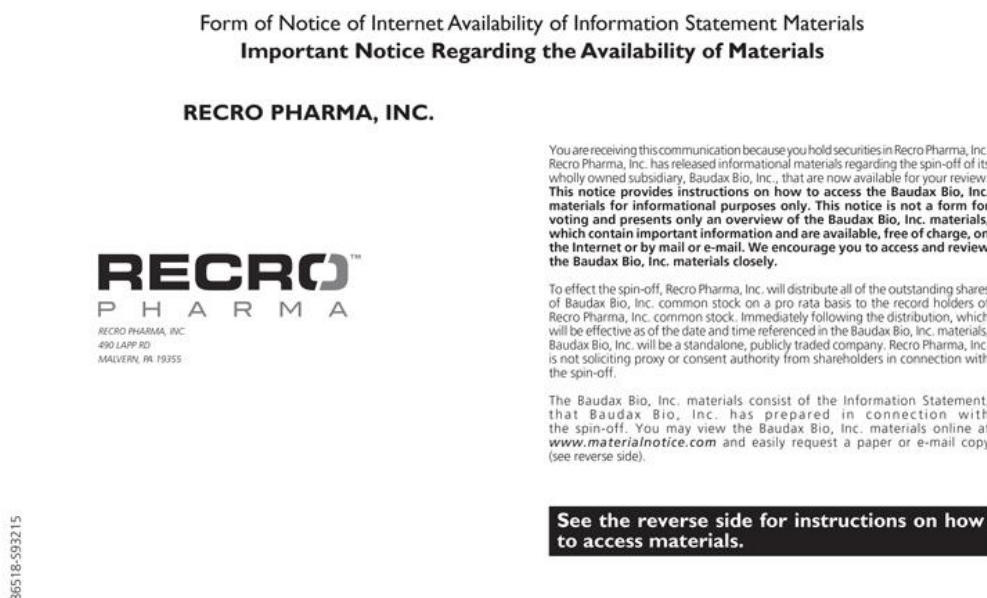 Form of Notice of Internet Availability of Information Statement Materials
Important Notice Regarding the Availability of Materials
RECRO PHARMA, INC.
RECRO™
PHARMA
RECRO PHARMA, INC
490 LAPP RD
MALVERN, PA 19355
You are receiving this communication because you hold securities in Recro Pharma, Inc
Recro Pharma, Inc. has released informational materials regarding the spin-off of its
wholly owned subsidiary, Baudax Bio, Inc., that are now available for your review.
This notice provides instructions on how to access the Baudax Bio, Inc.
materials for informational purposes only. This notice is not a form for
voting and presents only an overview of the Baudax Bio, Inc. materials,
which contain important information and are available, free of charge, on
the Internet or by mail or e-mail. We encourage you to access and review
the Baudax Bio, Inc. materials closely.
To effect the spin-off, Recro Pharma, Inc. will distribute all of the outstanding shares
of Baudax Bio, Inc. common stock on a pro rata basis to the record holders of
Recro Pharma, Inc. common stock. Immediately following the distribution, which
will be effective as of the date and time referenced in the Baudax Bio, Inc. materials,
Baudax Bio, Inc. will be a standalone, publicly traded company. Recro Pharma, Inc.
is not soliciting proxy or consent authority from shareholders in connection with
the spin-off.
The Baudax Bio, Inc. materials consist of the Information Statement,
that Baudax Bio, Inc. has prepared in connection with
the spin-off. You may view the Baudax Bio, Inc. materials online at
www.materialnotice.com and easily request a paper or e-mail copy
(see reverse side).
See the reverse side for instructions on how
to access materials.
86518-S93215